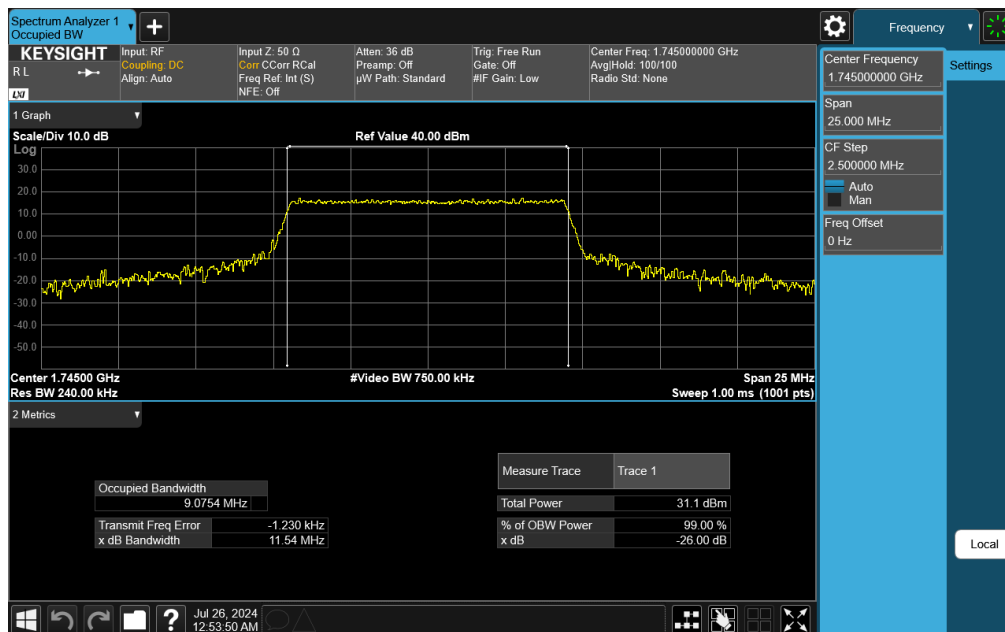 Spectrum Analyzer 1
Occupied BW
Frequency
KEYSIGHT
R L
LXI
Input: RF
Coupling: DC
Align: Auto
Input Z: 50 Ω
Corr CCorr RCal
Freq Ref: Int (S)
NFE: Off
Atten: 36 dB
Preamp: Off
µW Path: Standard
Trig: Free Run
Gate: Off
#IF Gain: Low
Center Freq: 1.745000000 GHz
Avg|Hold: 100/100
Radio Std: None
Center Frequency
1.745000000 GHz
Settings
Span
25.000 MHz
CF Step
2.500000 MHz
Auto
Man
Freq Offset
0 Hz
Local
1 Graph
Scale/Div 10.0 dB
Ref Value 40.00 dBm
Log
30.0
20.0
10.0
0.00
-10.0
-20.0
-30.0
-40.0
-50.0
Center 1.74500 GHz
#Video BW 750.00 kHz
Span 25 MHz
Res BW 240.00 kHz
Sweep 1.00 ms (1001 pts)
2 Metrics
Occupied Bandwidth
9.0754 MHz
Transmit Freq Error -1.230 kHz
x dB Bandwidth 11.54 MHz
Measure Trace Trace 1
Total Power 31.1 dBm
% of OBW Power 99.00 %
x dB -26.00 dB
?
Jul 26, 2024
12:53:50 AM